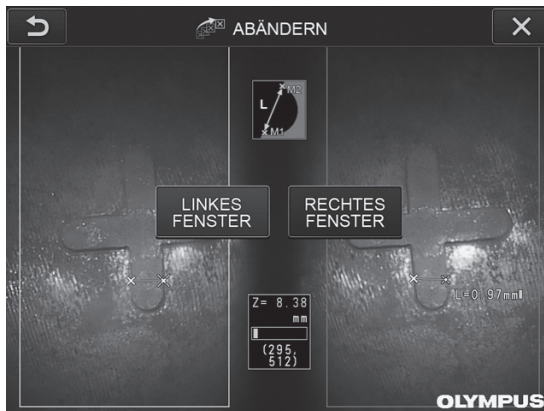 ABÄNDERN
M2
L
M1
LINKES
FENSTER
RECHTES
FENSTER
Z= 8.38
mm
(295,
512)
L=0.97mm
OLYMPUS